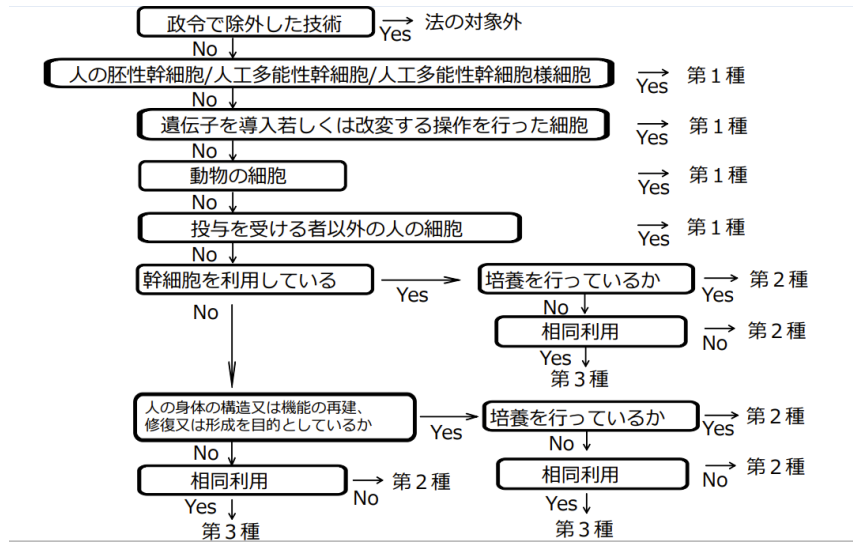 政令で除外した技術
Yes
法の対象外
No
人の胚性幹細胞/人工多能性幹細胞/人工多能性幹細胞様細胞
Yes
第１種
No
遺伝子を導入若しくは改変する操作を行った細胞
Yes
第１種
No
動物の細胞
Yes
第１種
No
投与を受ける者以外の人の細胞
Yes
第１種
No
幹細胞を利用している
Yes
培養を行っているか
Yes
第２種
No
No
相同利用
No
第２種
Yes
第３種
人の身体の構造又は機能の再建、
修復又は形成を目的としているか
Yes
培養を行っているか
Yes
第２種
No
No
相同利用
No
第２種
相同利用
No
第２種
Yes
第３種
Yes
第３種